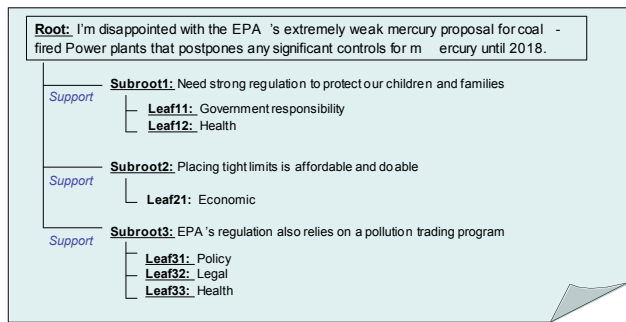 Root: I'm disappointed with the EPA 's extremely weak mercury proposal for coal -
fired Power plants that postpones any significant controls for m ercury until 2018.
Support
Subroot1: Need strong regulation to protect our children and families
Leaf11: Government responsibility
Leaf12: Health
Support
Subroot2: Placing tight limits is affordable and doable
Leaf21: Economic
Support
Subroot3: EPA 's regulation also relies on a pollution trading program
Leaf31: Policy
Leaf32: Legal
Leaf33: Health